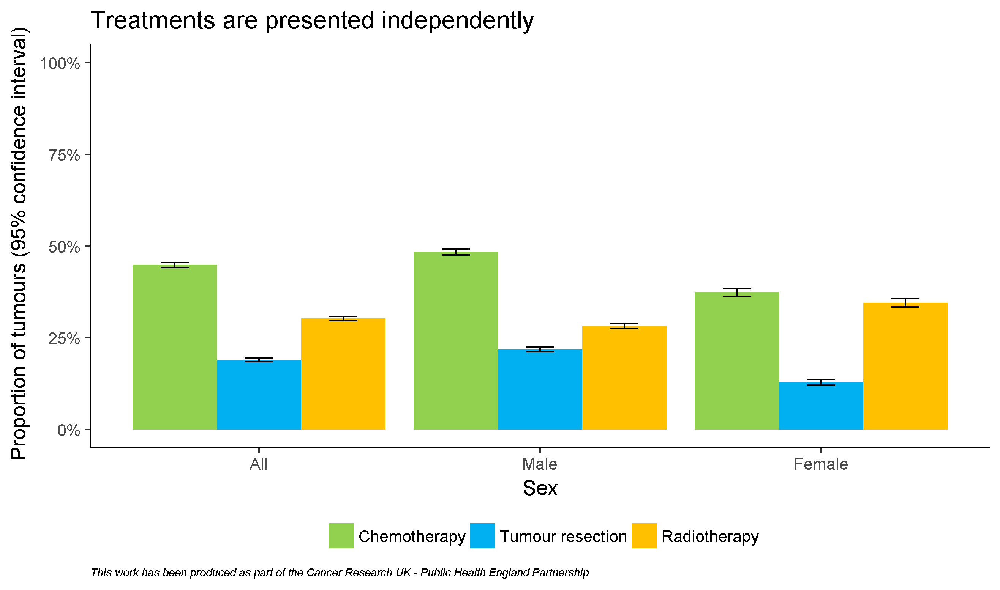 Treatments are presented independently
Proportion of tumours (95% confidence interval)
100%
75%
50%
25%
0%
All
Male
Female
Sex
Chemotherapy
Tumour resection
Radiotherapy
This work has been produced as part of the Cancer Research UK - Public Health England Partnership